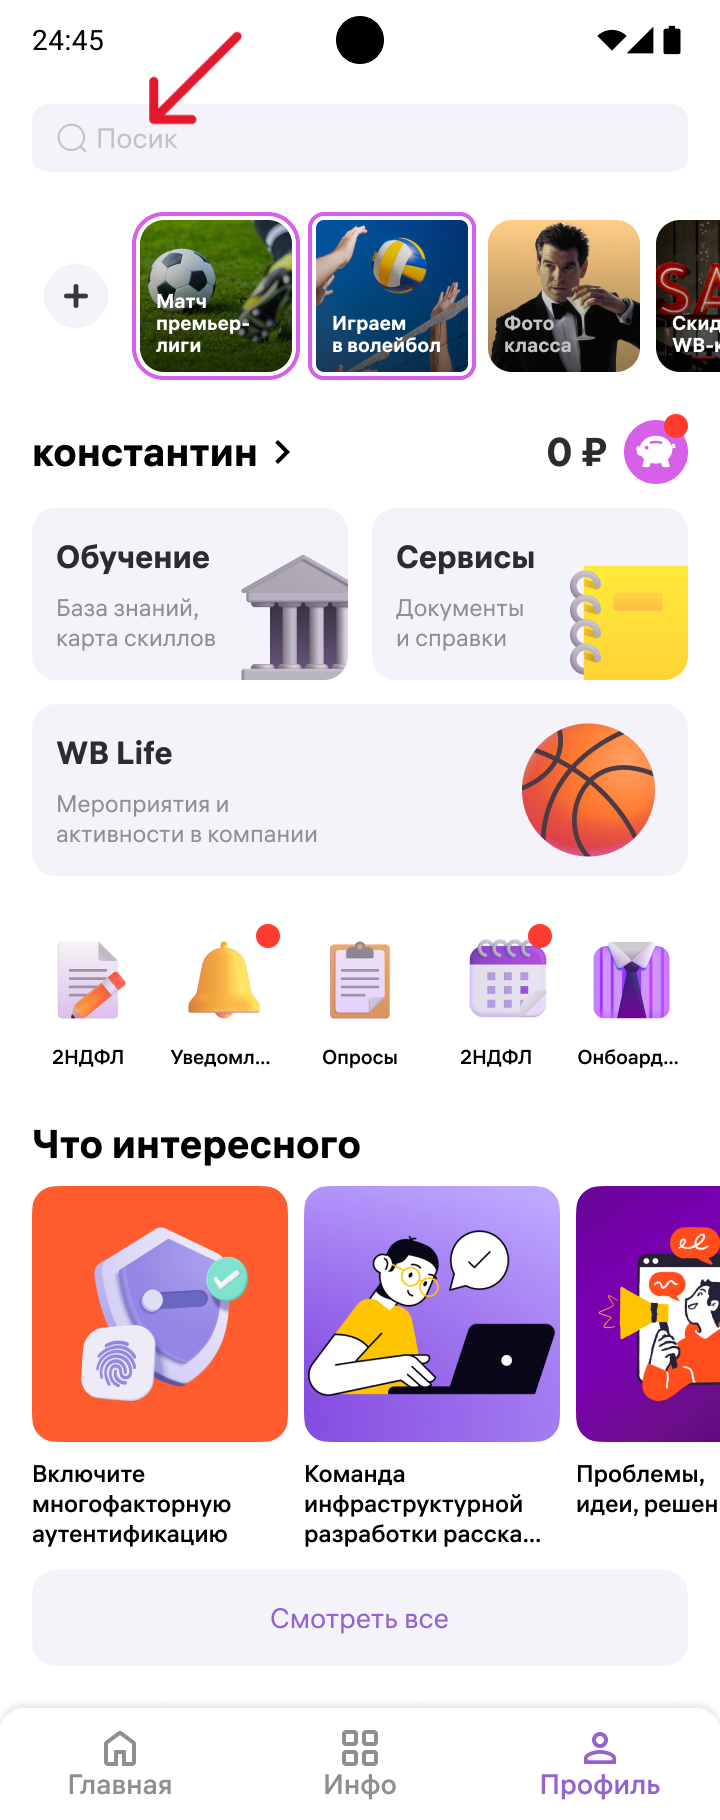 24:45
Посик
Матч
премьер-
лиги
Играем
в волейбол
Фото
класса
константин
0 ₽
Обучение
База знаний,
карта скиллов
Сервисы
Документы
и справки
WB Life
Мероприятия и
активности в компании
2НДФЛ
Уведомл...
Опросы
2НДФЛ
Онбоард...
Что интересного
Включите
многофакторную
аутентификацию
Команда
инфраструктурной
разработки расска...
Проблемы,
идеи, решен
Смотреть все
Главная
Инфо
Профиль